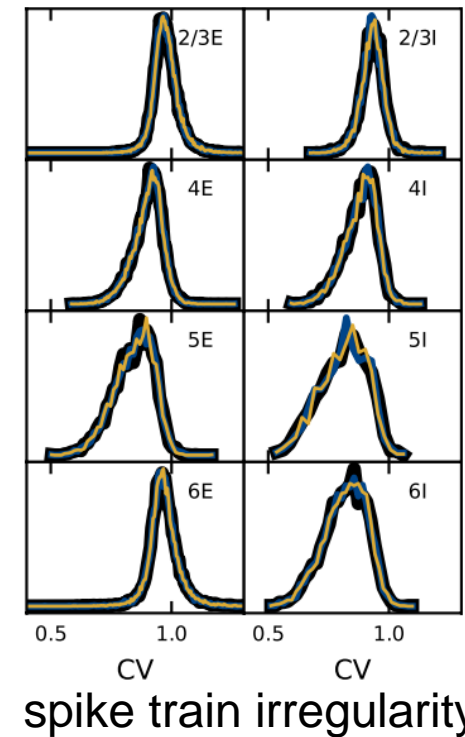 2/3E 2/3I
4E 4I
5E 5I
6E 6I
0.5 1.0 0.5 1.0
CV CV
spike train irregularity